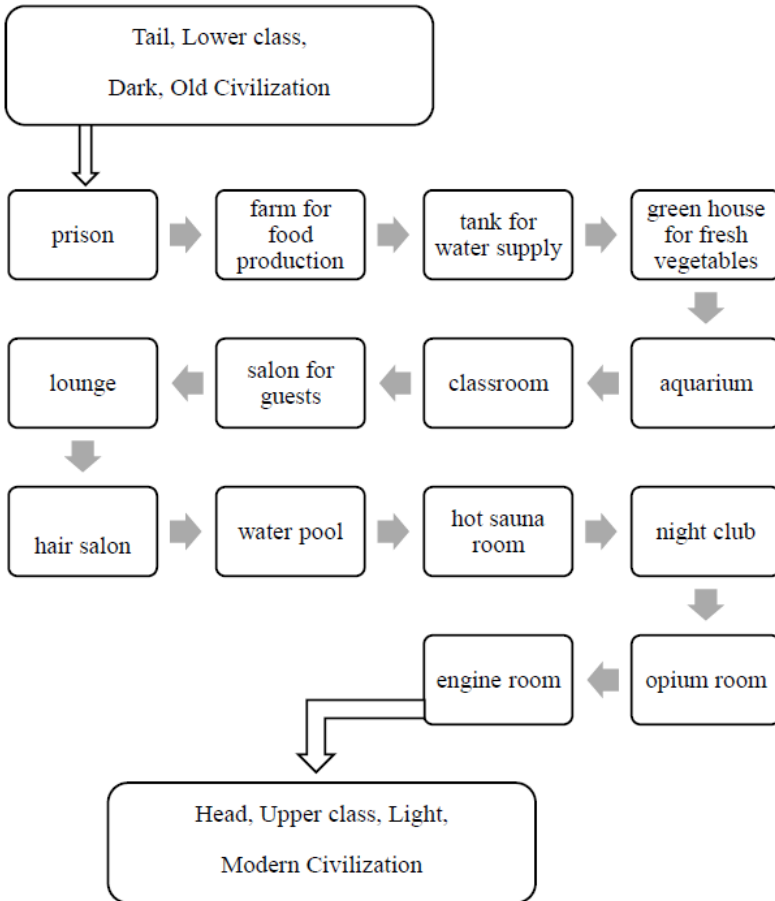 Tail, Lower class,
Dark, Old Civilization
prison
farm for
food
production
tank for
water supply
green house
for fresh
vegetables
aquarium
classroom
salon for
guests
lounge
hair salon
water pool
hot sauna
room
night club
opium room
engine room
Head, Upper class, Light,
Modern Civilization